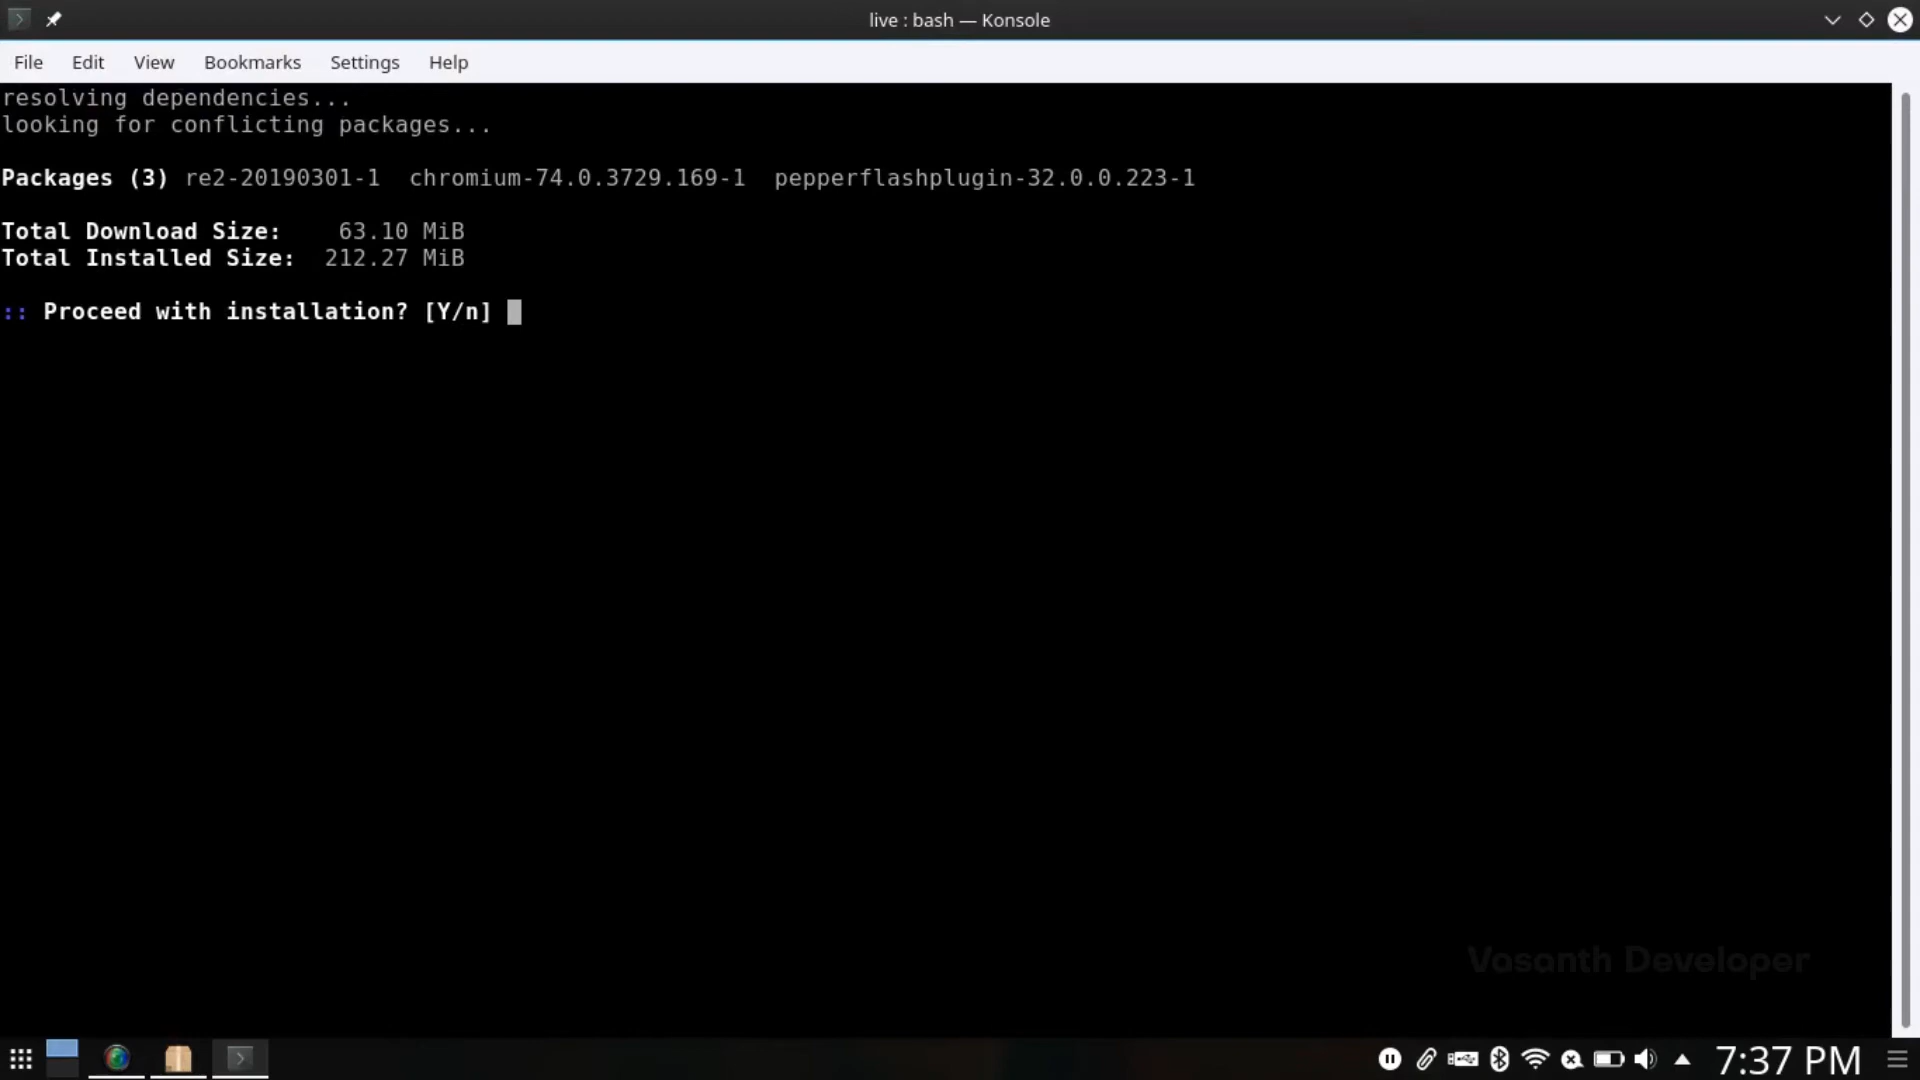 live : bash — Konsole
File Edit View Bookmarks Settings Help
resolving dependencies...
looking for conflicting packages...
Packages (3) re2-20190301-1  chromium-74.0.3729.169-1  pepperflashplugin-32.0.0.223-1
Total Download Size:    63.10 MiB
Total Installed Size:  212.27 MiB
:: Proceed with installation? [Y/n]
Vasanth Developer
7:37 PM